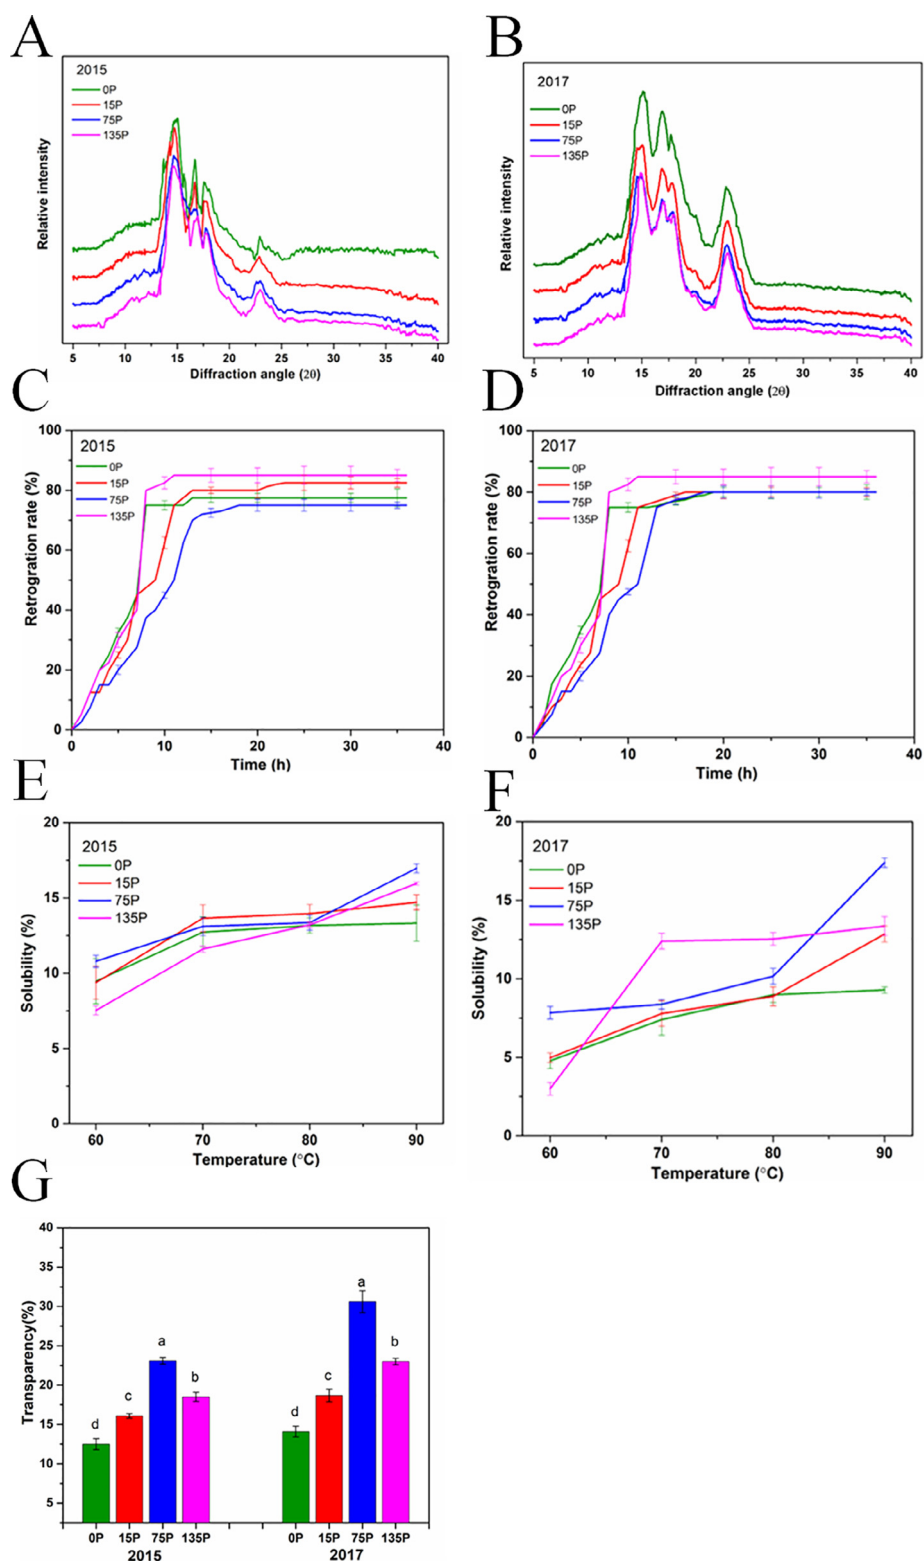 A
2015
0P
15P
75P
135P
Relative intensity
5 10 15 20 25 30 35 40
Diffraction angle (2θ)
B
2017
0P
15P
75P
135P
Relative intensity
5 10 15 20 25 30 35 40
Diffraction angle (2θ)
C
2015
0P
15P
75P
135P
Retrogration rate (%)
100
80
60
40
20
0
0 10 20 30 40
Time (h)
D
2017
0P
15P
75P
135P
Retrogration rate (%)
100
80
60
40
20
0
0 10 20 30 40
Time (h)
E
2015
0P
15P
75P
135P
Solubility (%)
20
15
10
5
0
60 70 80 90
Temperature (°C)
F
2017
0P
15P
75P
135P
Solubility (%)
20
15
10
5
0
60 70 80 90
Temperature (°C)
G
Transparency(%)
40
35
30
25
20
15
10
5
d c a b d c a b
0P 15P 75P 135P 0P 15P 75P 135P
2015 2017